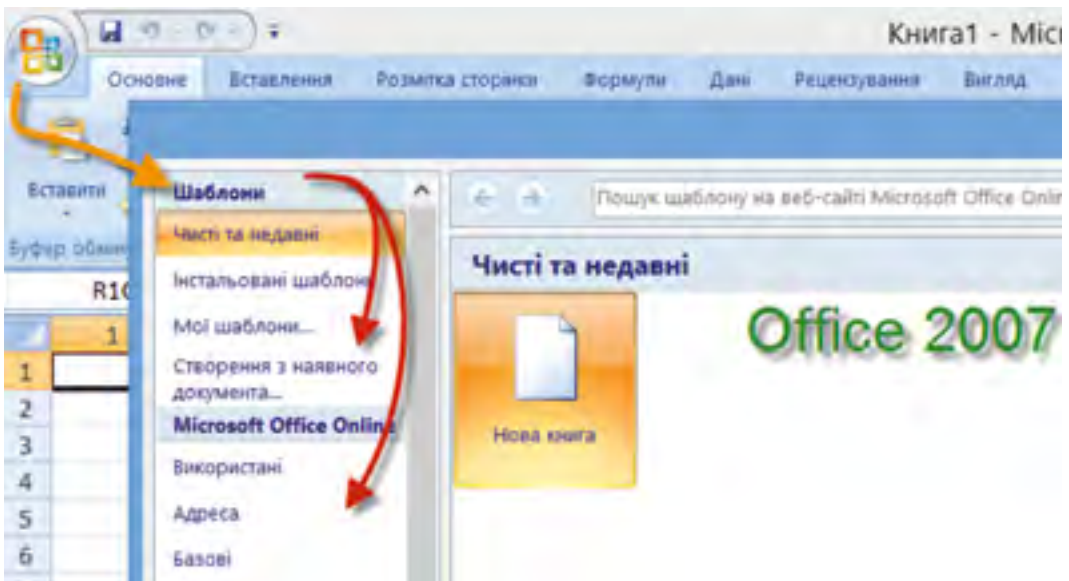 Книга1 - Micr
Основне Вставлення Розмітка сторінки Формули Дані Рецензування Вигляд
Вставити
Буфер обмін
R1C
1
1
2
3
4
5
6
Шаблони
Чисті та недавні
Інстальовані шаблони
Мої шаблони...
Створення з наявного
документа...
Microsoft Office Online
Використані
Адреса
Базові
Пошук шаблону на веб-сайті Microsoft Office Onlin
Чисті та недавні
Нова книга
Office 2007